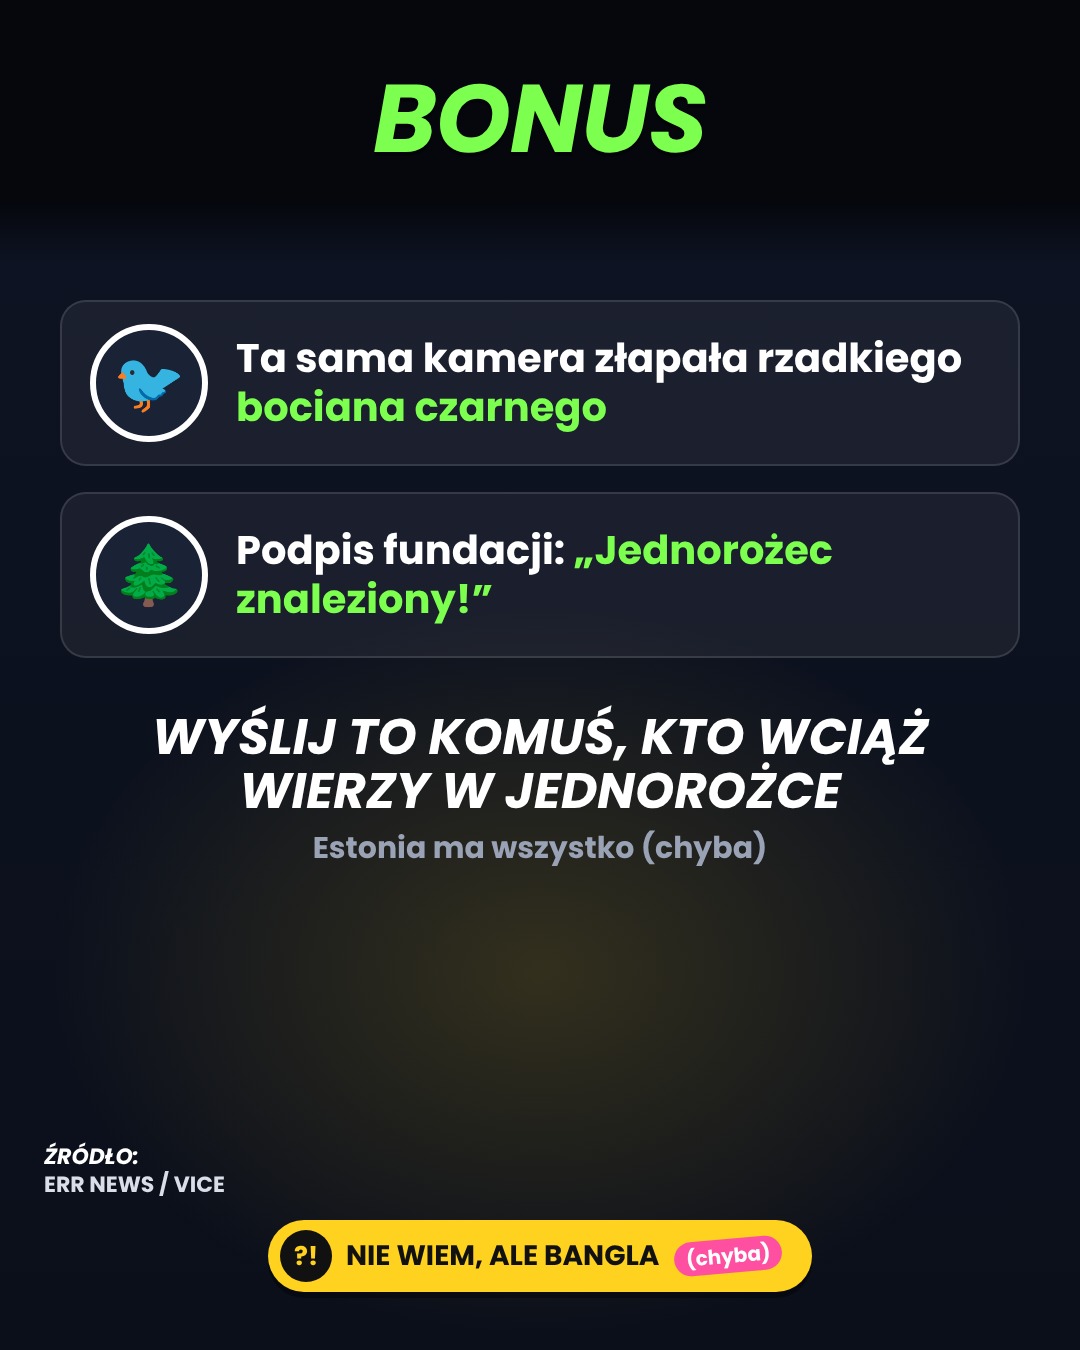 BONUS
Ta sama kamera złapała rzadkiego
bociana czarnego
Podpis fundacji: „Jednorożec
znaleziony!”
WYŚLIJ TO KOMUŚ, KTO WCIĄŻ
WIERZY W JEDNOROŻCE
Estonia ma wszystko (chyba)
ŹRÓDŁO:
ERR NEWS / VICE
?! NIE WIEM, ALE BANGLA (chyba)